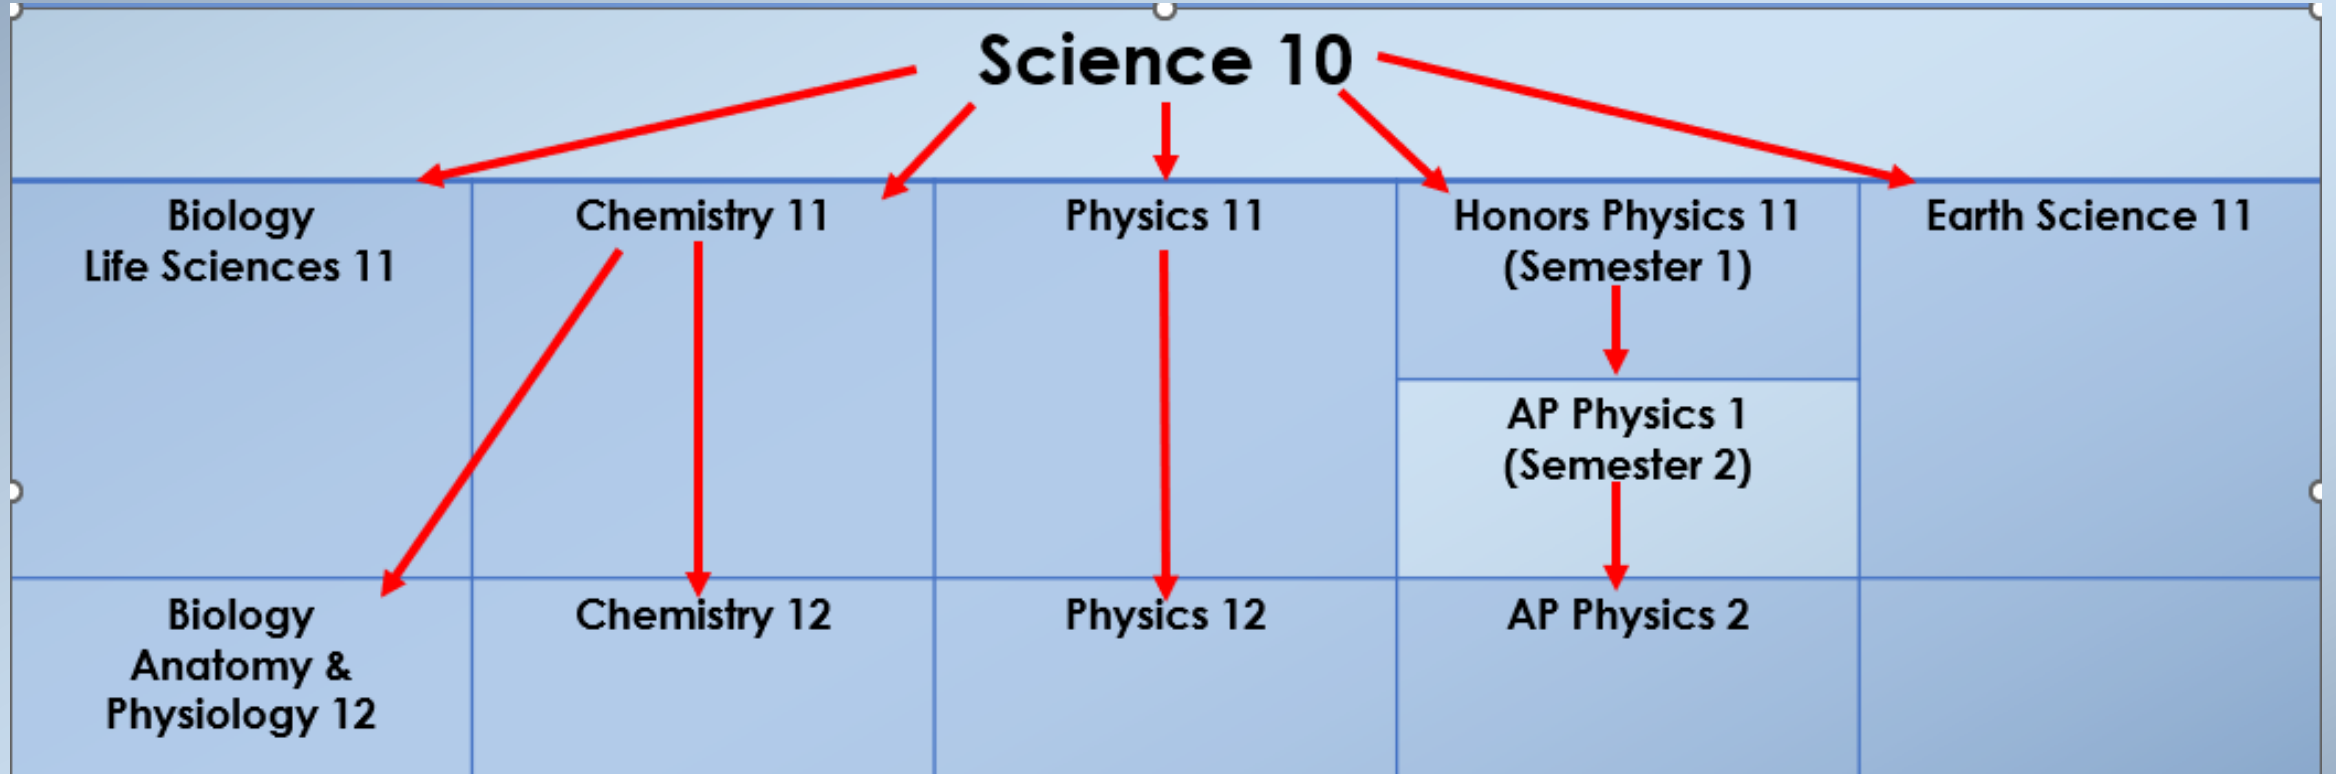 Science 10
Biology
Life Sciences 11
Chemistry 11
Physics 11
Honors Physics 11
(Semester 1)
Earth Science 11
AP Physics 1
(Semester 2)
Biology
Anatomy &
Physiology 12
Chemistry 12
Physics 12
AP Physics 2